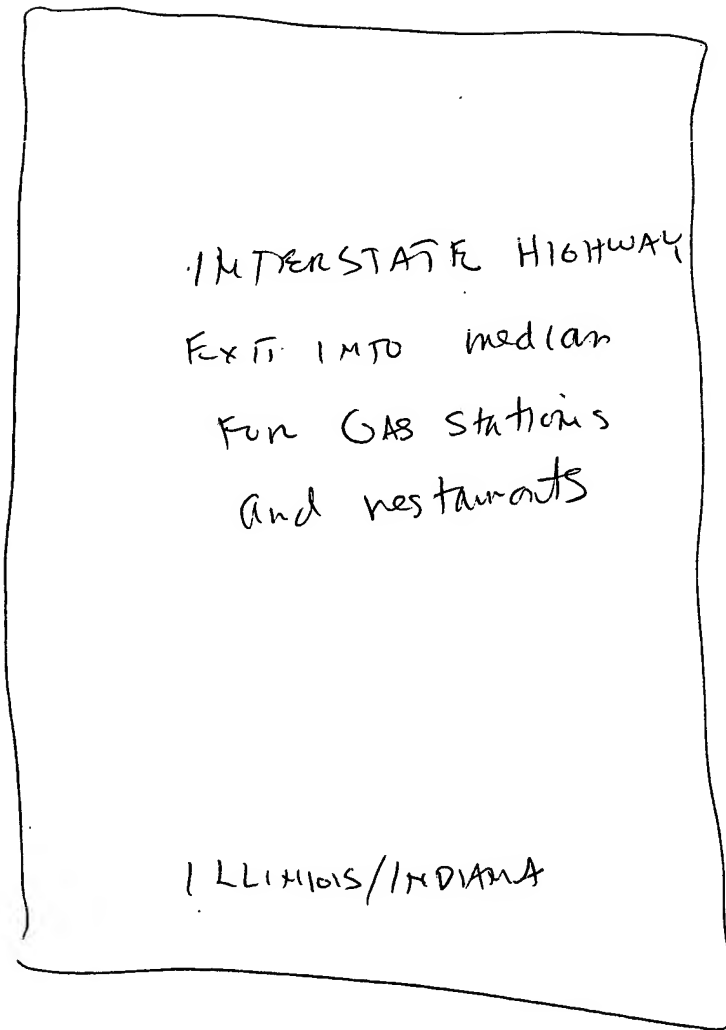 INTERSTATE HIGHWAY
EXIT INTO median
For GAS stations
and restaurants
ILLINOIS/INDIANA